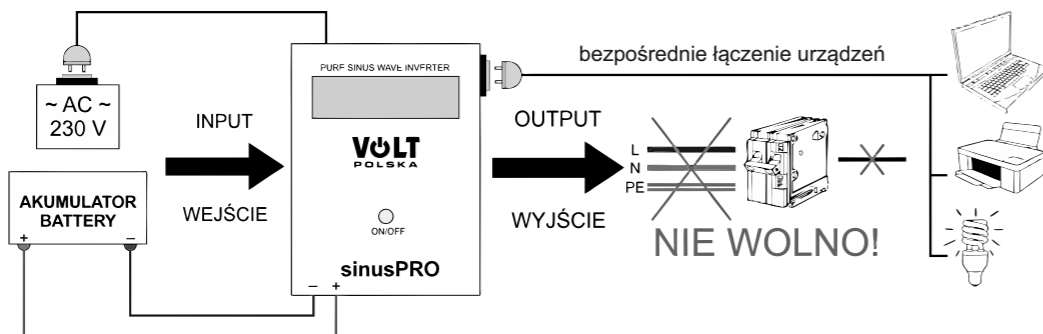 ~ AC ~
230 V
AKUMULATOR
BATTERY
+
–
INPUT
WEJŚCIE
PURE SINUS WAVE INVERTER
VOLT
POLSKA
ON/OFF
sinusPRO
– +
OUTPUT
WYJŚCIE
bezpośrednie łączenie urządzeń
L
N
PE
NIE WOLNO!